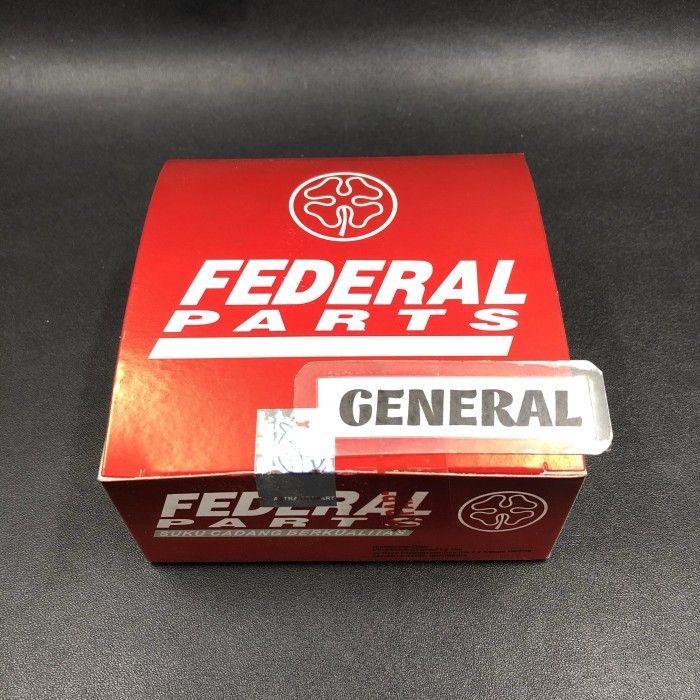 FEDERAL
PARTS
GENERAL
FEDERAL
PARTS
SUKU CADANG BERKUALITAS